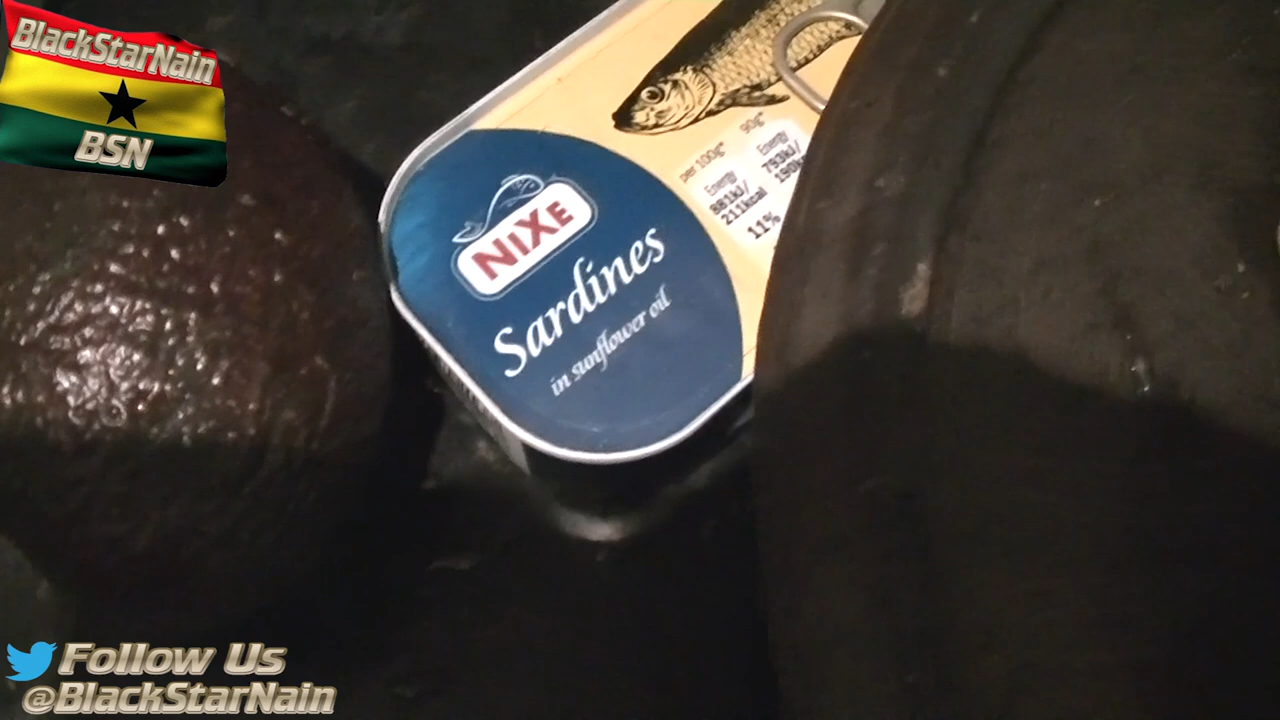 BlackStarNain
BSN
NIXE
Sardines
in sunflower oil
per 100g*
Energy
881kJ/
211kcal
11%
90g*
Energy
793kJ/
190k
Follow Us
@BlackStarNain